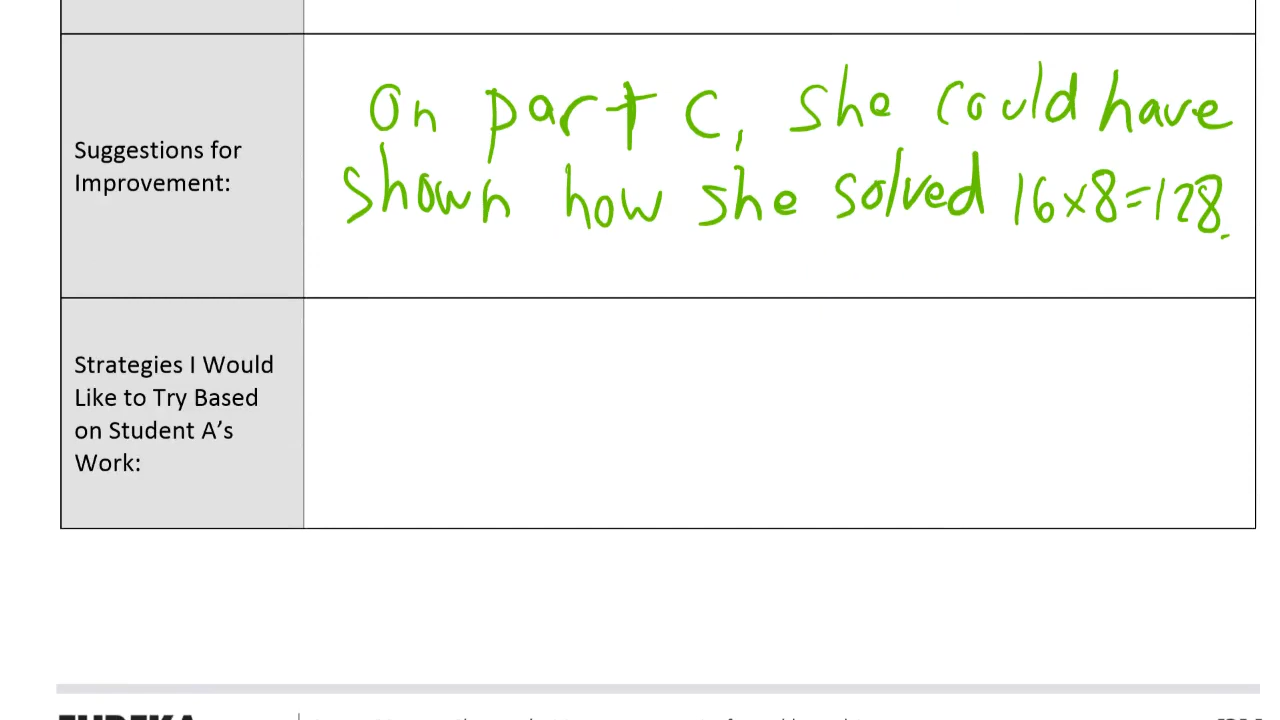 Suggestions for
Improvement:
On part C, she could have
shown how she solved 16×8=128.
Strategies I Would
Like to Try Based
on Student A's
Work: